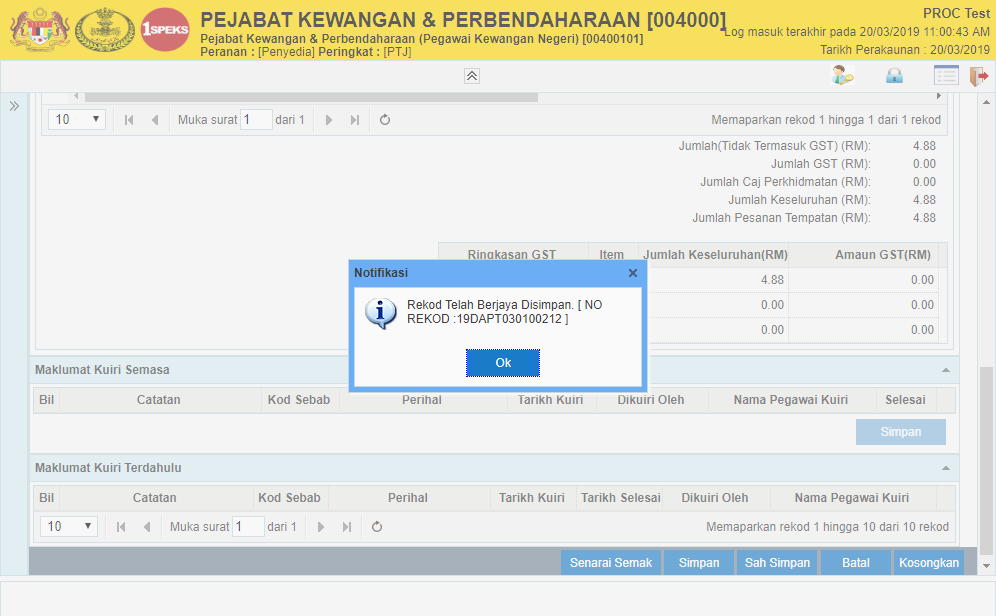 1SPEKS
PEJABAT KEWANGAN & PERBENDAHARAAN [004000]
PROC Test
Pejabat Kewangan & Perbendaharaan (Pegawai Kewangan Negeri) [00400101]
Log masuk terakhir pada 20/03/2019 11:00:43 AM
Peranan : [Penyedia] Peringkat : [PTJ]
Tarikh Perakaunan : 20/03/2019
10 Muka surat 1 dari 1 Memaparkan rekod 1 hingga 1 dari 1 rekod
Jumlah(Tidak Termasuk GST) (RM): 4.88
Jumlah GST (RM): 0.00
Jumlah Caj Perkhidmatan (RM): 0.00
Jumlah Keseluruhan (RM): 4.88
Jumlah Pesanan Tempatan (RM): 4.88
Ringkasan GST Item Jumlah Keseluruhan(RM) Amaun GST(RM)
4.88 0.00
0.00 0.00
0.00 0.00
Notifikasi
Rekod Telah Berjaya Disimpan. [ NO
REKOD :19DAPT030100212 ]
Ok
Maklumat Kuiri Semasa
Bil Catatan Kod Sebab Perihal Tarikh Kuiri Dikuiri Oleh Nama Pegawai Kuiri Selesai
Simpan
Maklumat Kuiri Terdahulu
Bil Catatan Kod Sebab Perihal Tarikh Kuiri Tarikh Selesai Dikuiri Oleh Nama Pegawai Kuiri
10 Muka surat 1 dari 1 Memaparkan rekod 1 hingga 10 dari 10 rekod
Senarai Semak Simpan Sah Simpan Batal Kosongkan